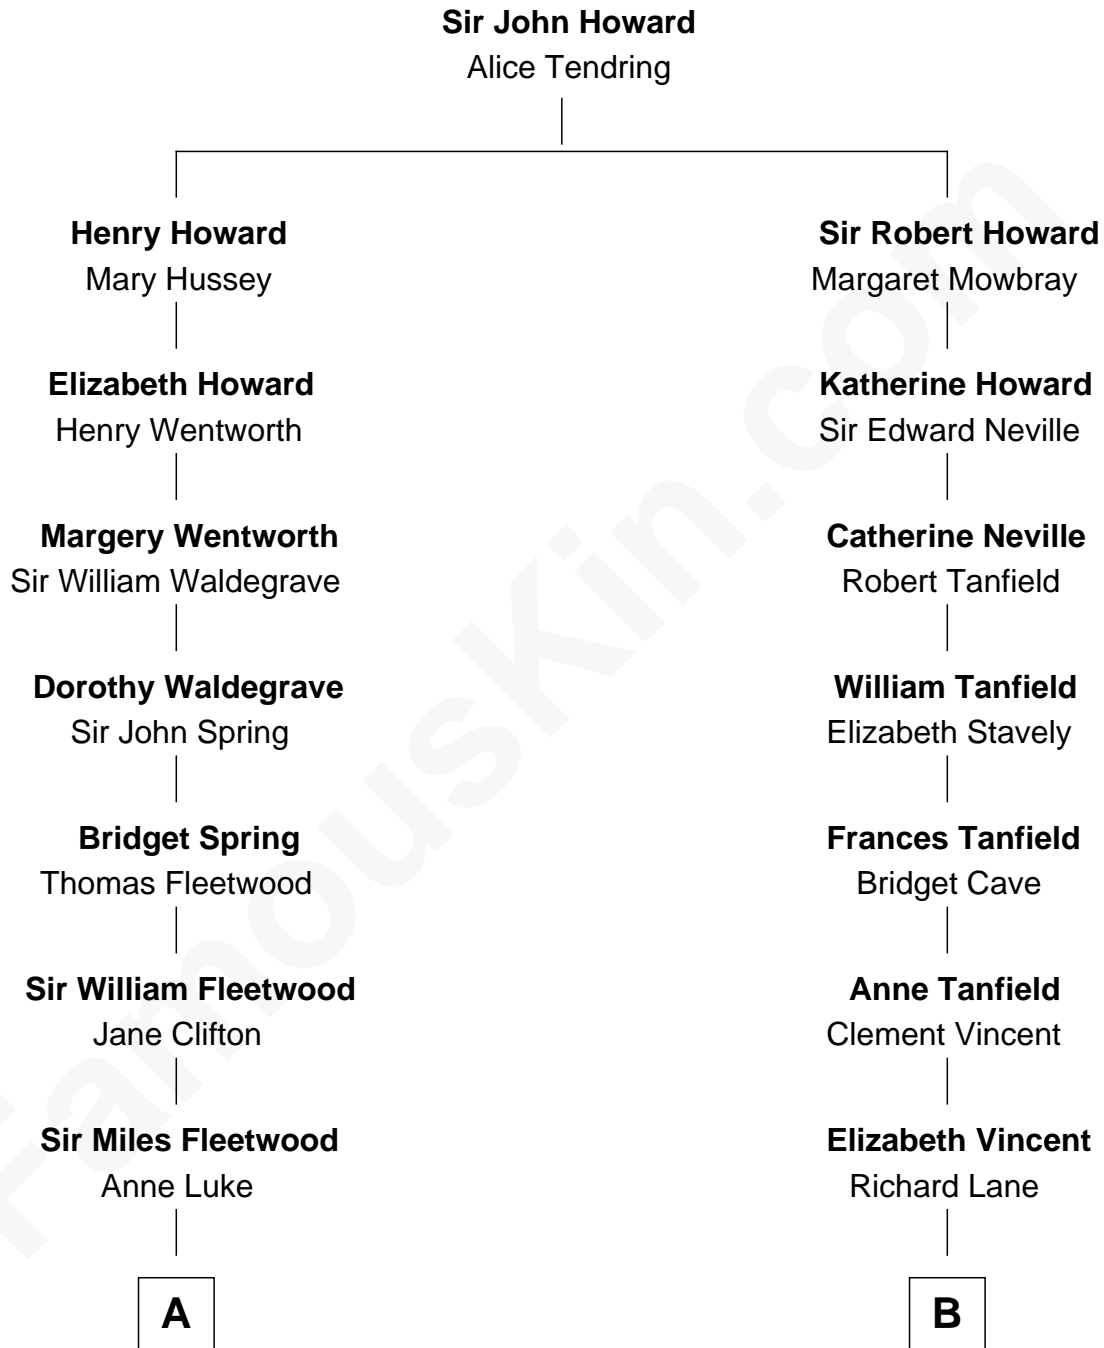 Sir John Howard
Alice Tendring
Henry Howard
Mary Hussey
Sir Robert Howard
Margaret Mowbray
Elizabeth Howard
Henry Wentworth
Katherine Howard
Sir Edward Neville
Margery Wentworth
Sir William Waldegrave
Catherine Neville
Robert Tanfield
Dorothy Waldegrave
Sir John Spring
William Tanfield
Elizabeth Stavely
Bridget Spring
Thomas Fleetwood
Frances Tanfield
Bridget Cave
Sir William Fleetwood
Jane Clifton
Anne Tanfield
Clement Vincent
Sir Miles Fleetwood
Anne Luke
Elizabeth Vincent
Richard Lane
A
B
FamousKin.com